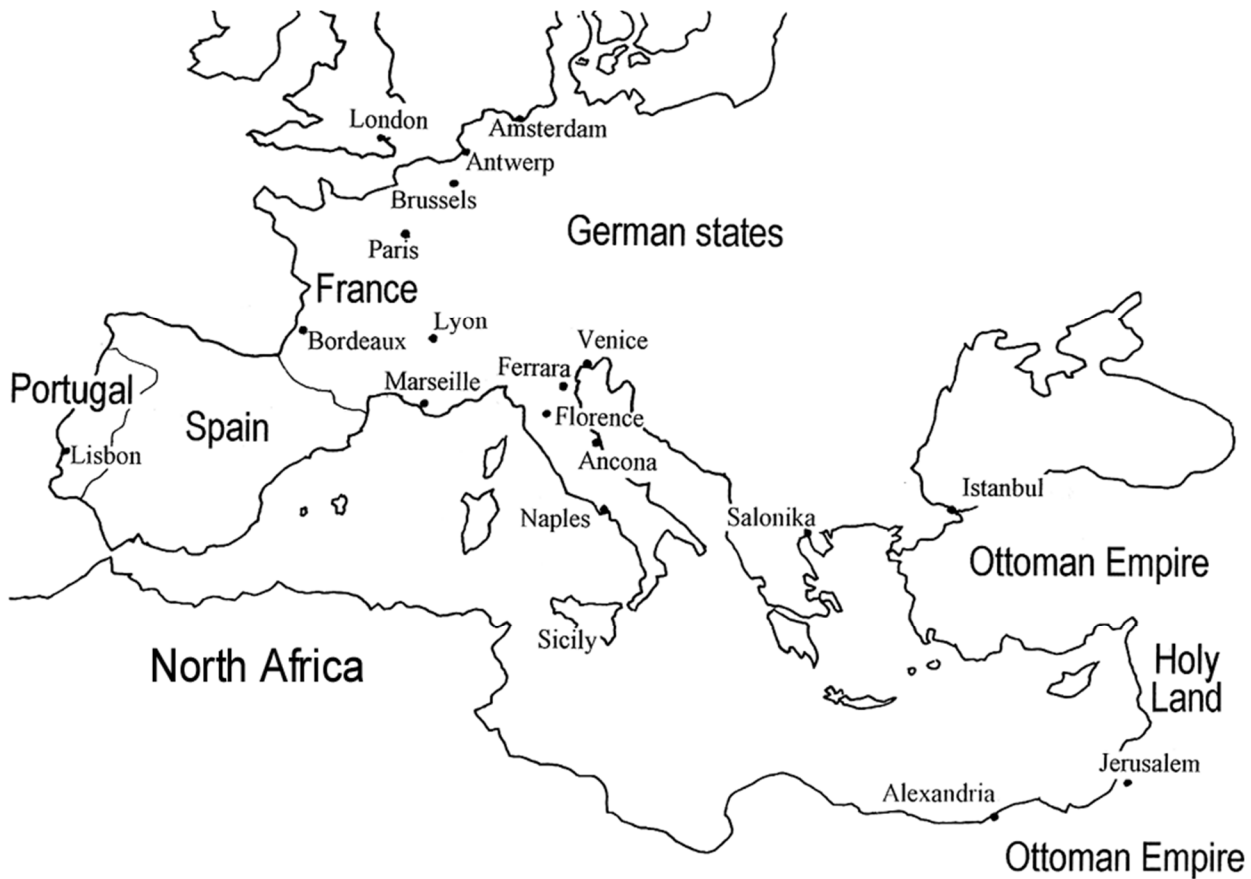 London
Amsterdam
Antwerp
Brussels
German states
Paris
France
Lyon
Bordeaux
Venice
Ferrara
Marseille
Portugal
Spain
Florence
Lisbon
Ancona
Istanbul
Naples
Salonika
Ottoman Empire
Sicily
North Africa
Holy
Land
Jerusalem
Alexandria
Ottoman Empire